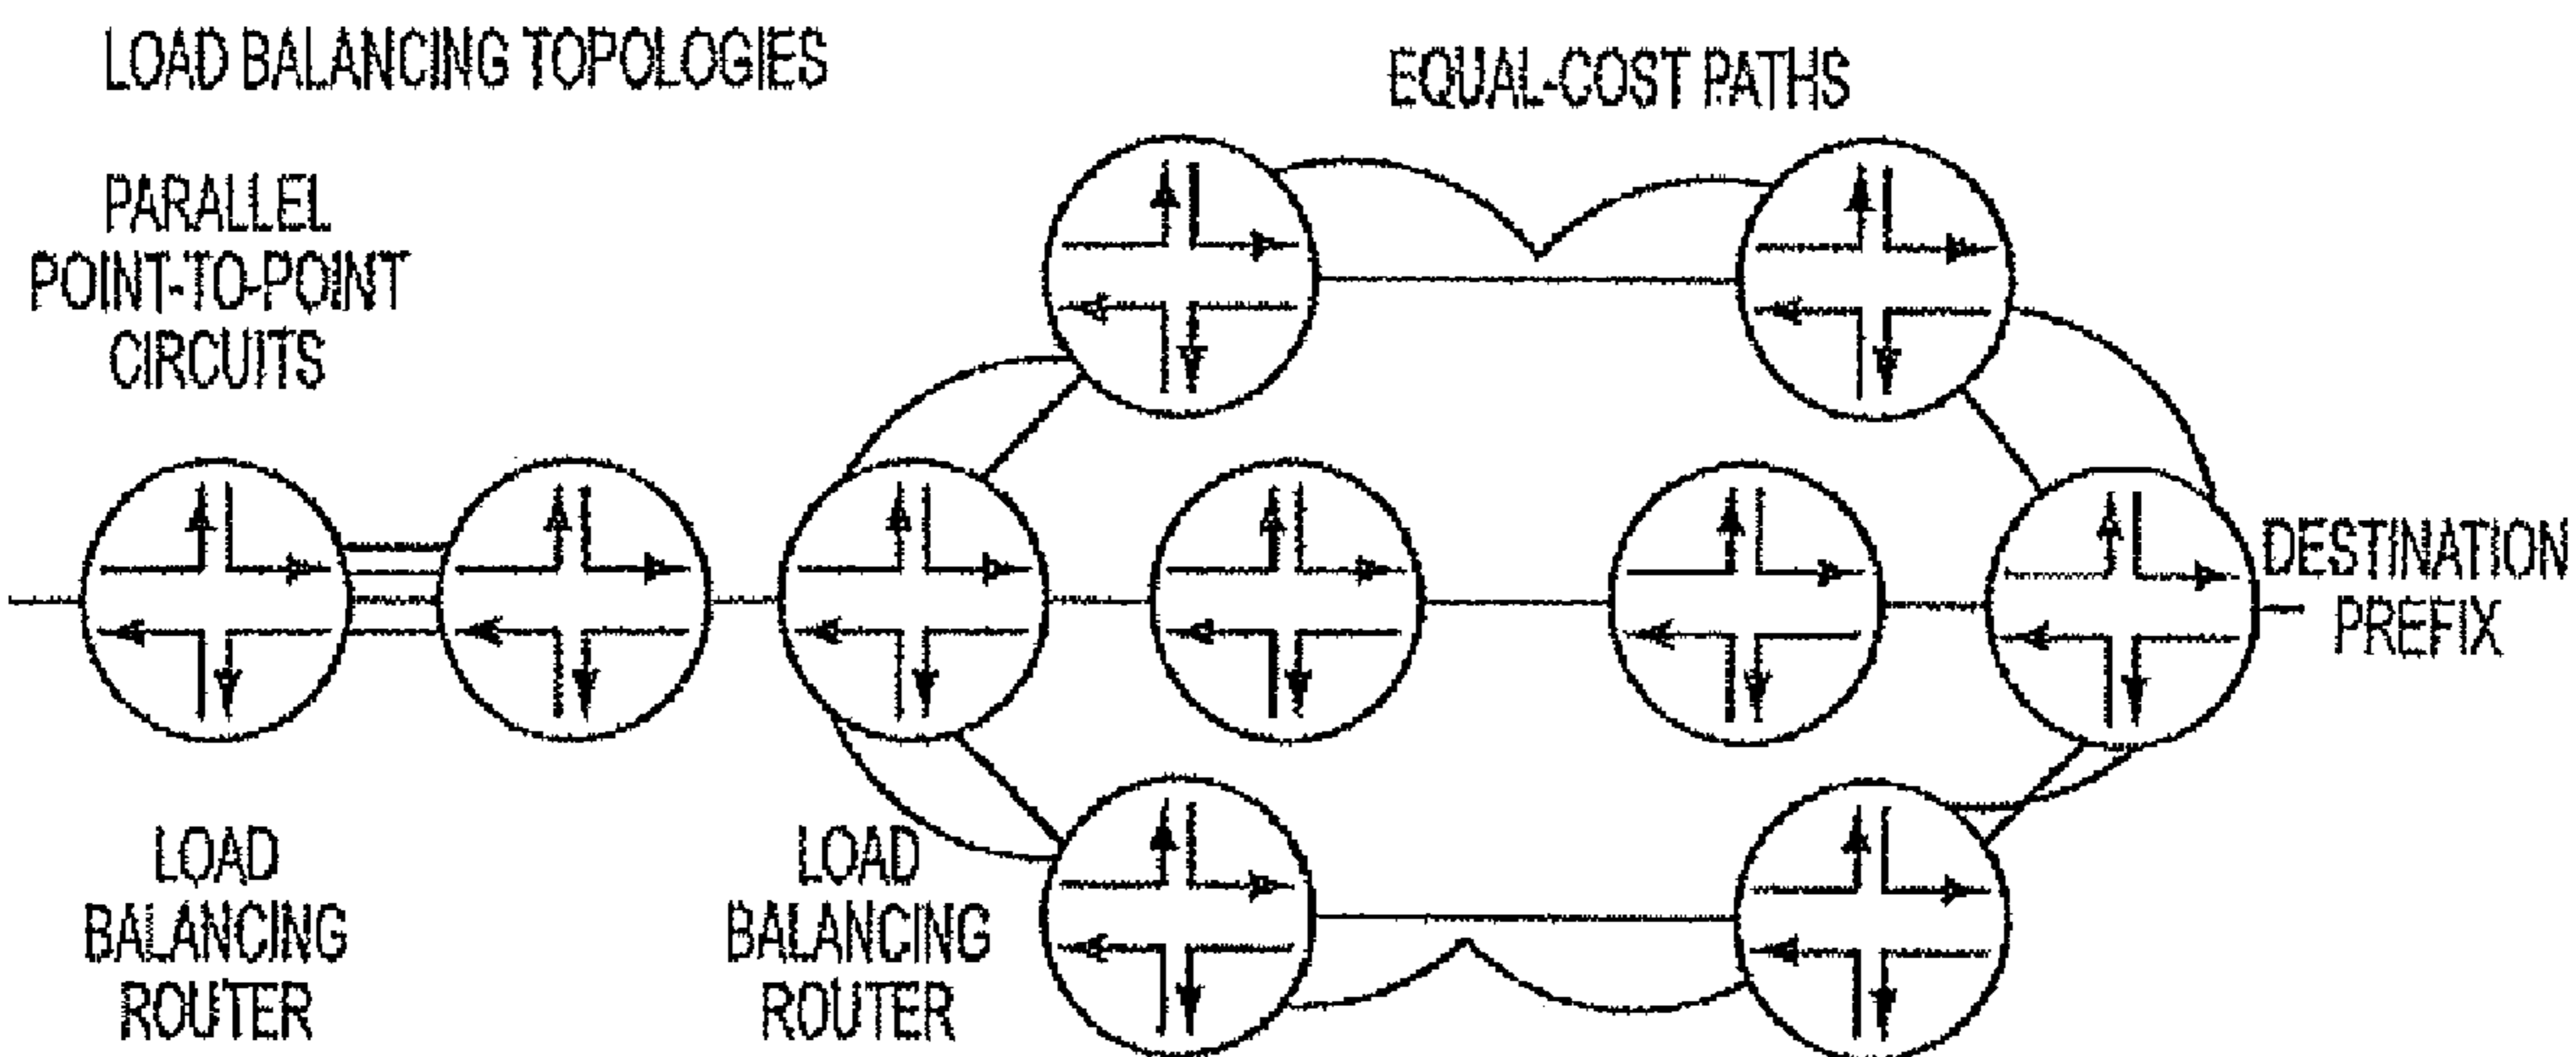 LOAD BALANCING TOPOLOGIES
EQUAL-COST PATHS
PARALLEL
POINT-TO-POINT
CIRCUITS
DESTINATION
PREFIX
LOAD
BALANCING
ROUTER
LOAD
BALANCING
ROUTER